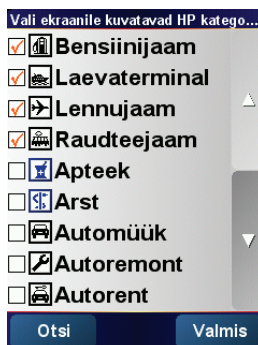 Vali ekraanile kuvatavad HP katego...
Bensiinijaam
Laevaterminal
Lennujaam
Raudteejaam
Apteek
Arst
Automüük
Autoremont
Autorent
Otsi
Valmis